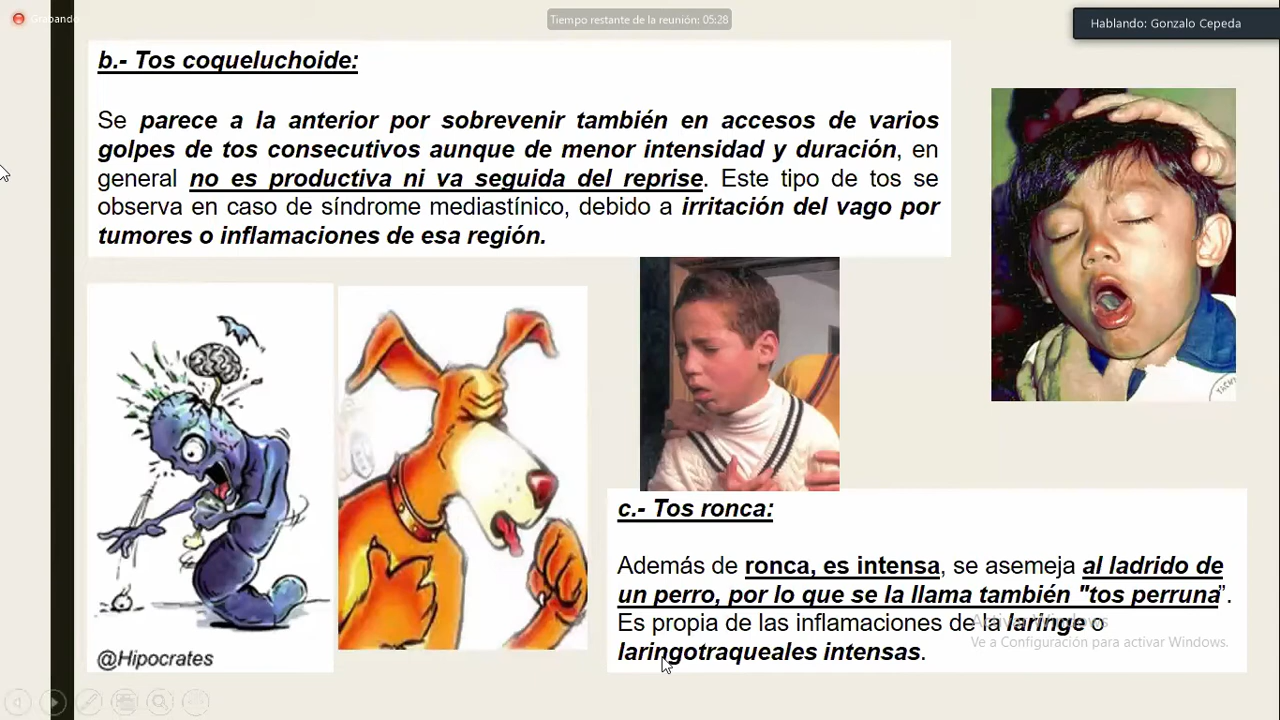 Grabando
Tiempo restante de la reunión: 05:28
Hablando: Gonzalo Cepeda
b.- Tos coqueluchoide:
Se parece a la anterior por sobrevenir también en accesos de varios
golpes de tos consecutivos aunque de menor intensidad y duración, en
general no es productiva ni va seguida del reprise. Este tipo de tos se
observa en caso de síndrome mediastínico, debido a irritación del vago por
tumores o inflamaciones de esa región.
@Hipocrates
c.- Tos ronca:
Además de ronca, es intensa, se asemeja al ladrido de
un perro, por lo que se la llama también "tos perruna”.
Es propia de las inflamaciones de la laringe o
laringotraqueales intensas.
Activar Windows
Ve a Configuración para activar Windows.